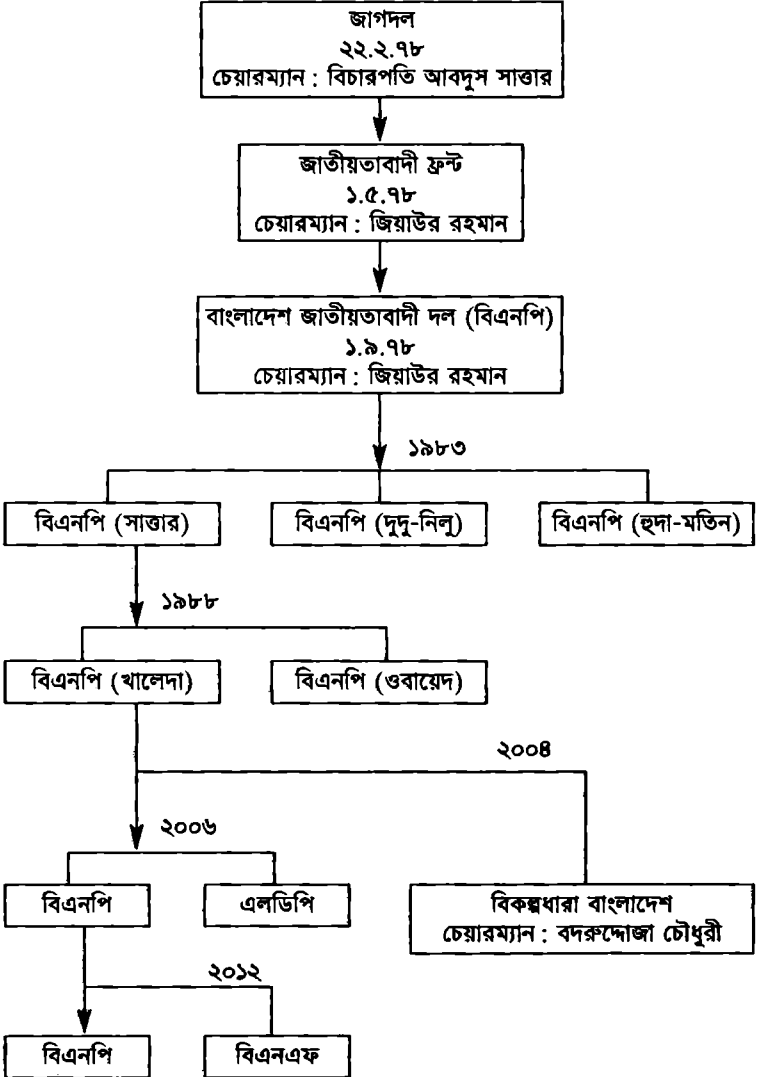 জাগদল
২২.২.৭৮
চেয়ারম্যান : বিচারপতি আবদুস সাত্তার
জাতীয়তাবাদী ফ্রন্ট
১.৫.৭৮
চেয়ারম্যান : জিয়াউর রহমান
বাংলাদেশ জাতীয়তাবাদী দল (বিএনপি)
১.৯.৭৮
চেয়ারম্যান : জিয়াউর রহমান
১৯৮৩
বিএনপি (সাত্তার)
বিএনপি (দুদু-নিলু)
বিএনপি (হুদা-মতিন)
১৯৮৮
বিএনপি (খালেদা)
বিএনপি (ওবায়েদ)
২০০৪
২০০৬
বিএনপি
এলডিপি
বিকল্পধারা বাংলাদেশ
চেয়ারম্যান : বদরুদ্দোজা চৌধুরী
২০১২
বিএনপি
বিএনএফ